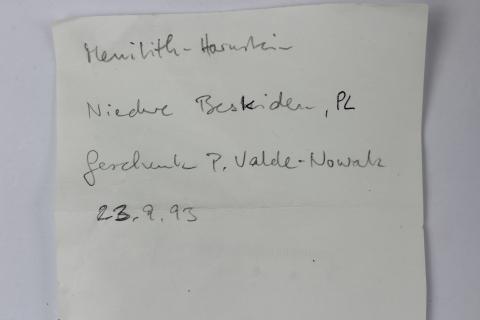 Menilith-Hornstein
Niedere Beskiden, PL
Geschenk P. Valde-Nowak
23.9.93